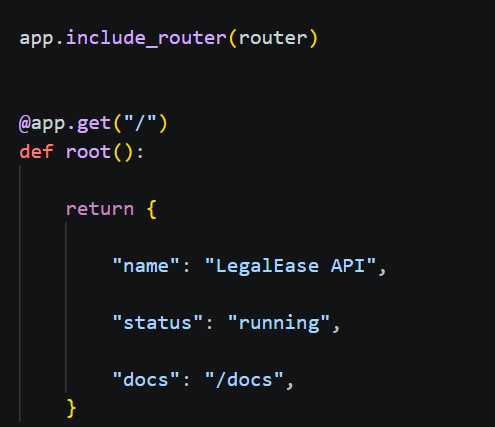 app.include_router(router)
@app.get("/")
def root():
    return {
        "name": "LegalEase API",
        "status": "running",
        "docs": "/docs",
    }